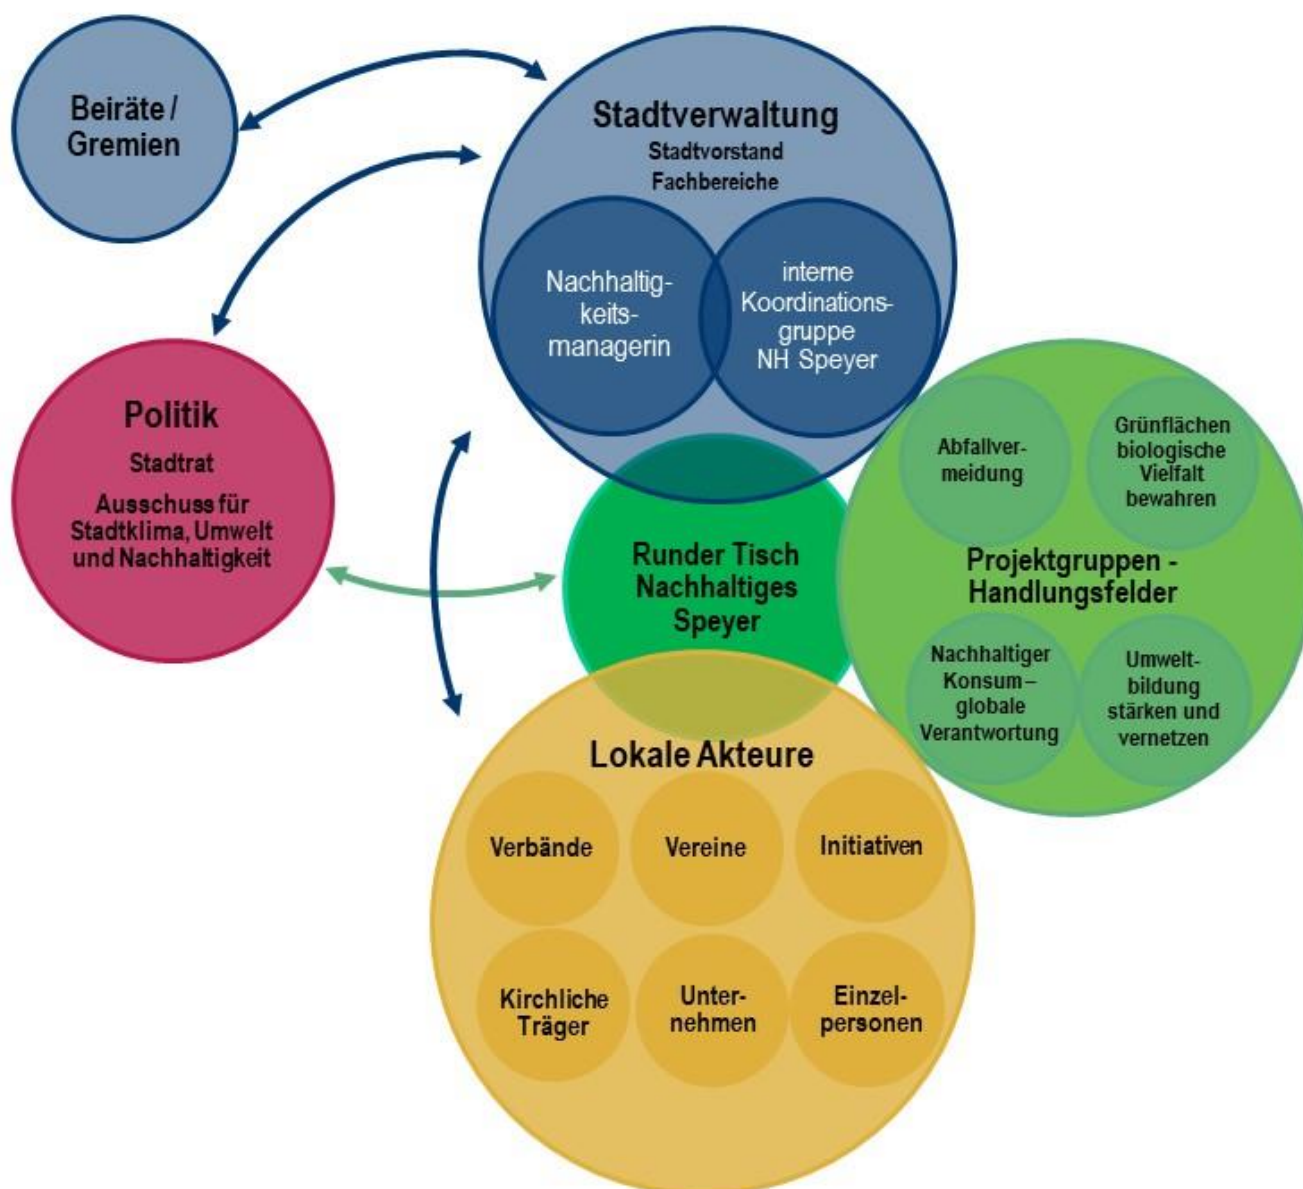 Beiräte /
Gremien
Stadtverwaltung
Stadtvorstand
Fachbereiche
Nachhaltig-
keits-
managerin
interne
Koordinations-
gruppe
NH Speyer
Politik
Stadtrat
Ausschuss für
Stadtklima, Umwelt
und Nachhaltigkeit
Runder Tisch
Nachhaltiges
Speyer
Abfallver-
meidung
Grünflächen
biologische
Vielfalt
bewahren
Projektgruppen -
Handlungsfelder
Nachhaltiger
Konsum –
globale
Verantwortung
Umwelt-
bildung
stärken und
vernetzen
Lokale Akteure
Verbände
Vereine
Initiativen
Kirchliche
Träger
Unter-
nehmen
Einzel-
personen